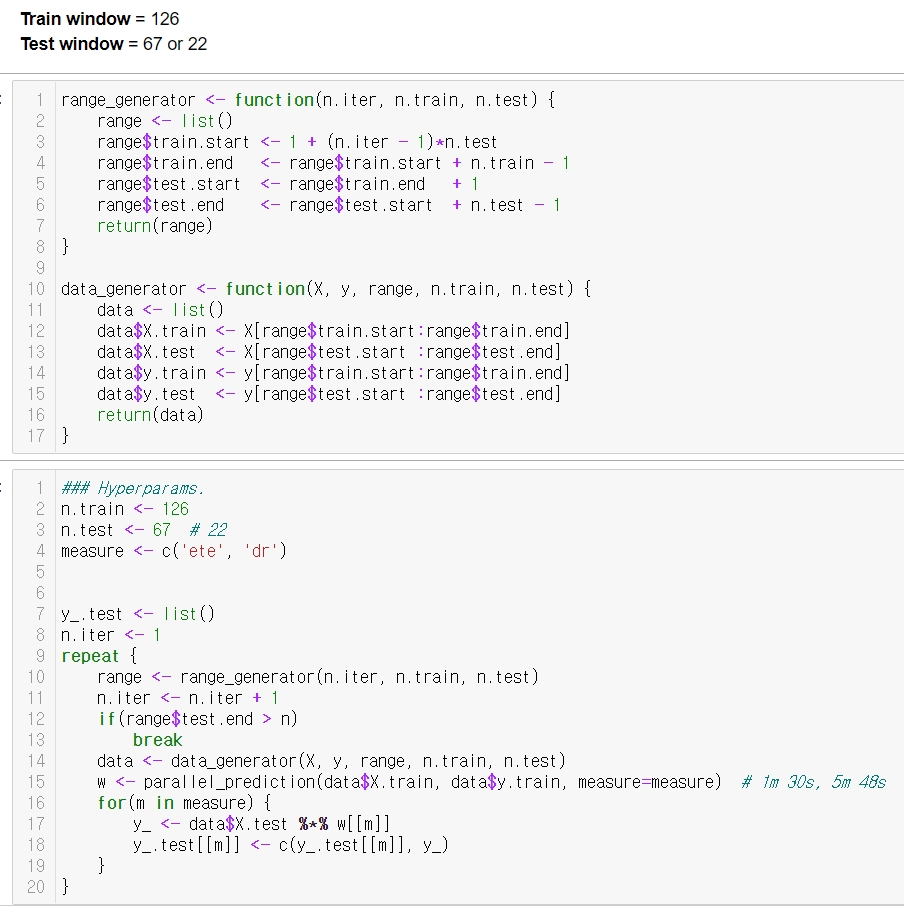 Train window = 126
Test window = 67 or 22
1 range_generator <- function(n.iter, n.train, n.test) {
2     range <- list()
3     range$train.start <- 1 + (n.iter - 1)*n.test
4     range$train.end   <- range$train.start + n.train - 1
5     range$test.start  <- range$train.end   + 1
6     range$test.end    <- range$test.start  + n.test - 1
7     return(range)
8 }
9
10 data_generator <- function(X, y, range, n.train, n.test) {
11     data <- list()
12     data$X.train <- X[range$train.start:range$train.end]
13     data$X.test  <- X[range$test.start :range$test.end]
14     data$y.train <- y[range$train.start:range$train.end]
15     data$y.test  <- y[range$test.start :range$test.end]
16     return(data)
17 }
1 ### Hyperparams.
2 n.train <- 126
3 n.test <- 67  # 22
4 measure <- c('ete', 'dr')
5
6
7 y_.test <- list()
8 n.iter <- 1
9 repeat {
10     range <- range_generator(n.iter, n.train, n.test)
11     n.iter <- n.iter + 1
12     if(range$test.end > n)
13         break
14     data <- data_generator(X, y, range, n.train, n.test)
15     w <- parallel_prediction(data$X.train, data$y.train, measure=measure)  # 1m 30s, 5m 48s
16     for(m in measure) {
17         y_ <- data$X.test %*% w[[m]]
18         y_.test[[m]] <- c(y_.test[[m]], y_)
19     }
20 }